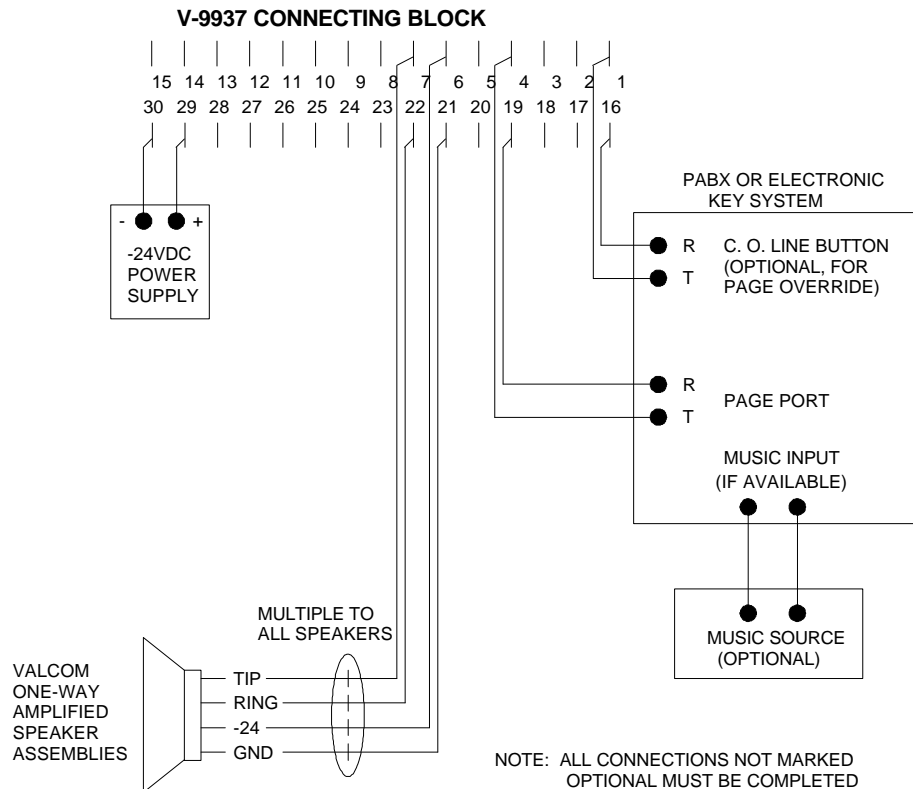 V-9937 CONNECTING BLOCK
15 14 13 12 11 10 9 8 7 6 5 4 3 2 1
30 29 28 27 26 25 24 23 22 21 20 19 18 17 16
- +
-24VDC
POWER
SUPPLY
PABX OR ELECTRONIC
KEY SYSTEM
R C. O. LINE BUTTON
(OPTIONAL, FOR
T PAGE OVERRIDE)
R
PAGE PORT
T
MUSIC INPUT
(IF AVAILABLE)
MUSIC SOURCE
(OPTIONAL)
MULTIPLE TO
ALL SPEAKERS
VALCOM
ONE-WAY
AMPLIFIED
SPEAKER
ASSEMBLIES
TIP
RING
-24
GND
NOTE: ALL CONNECTIONS NOT MARKED
OPTIONAL MUST BE COMPLETED